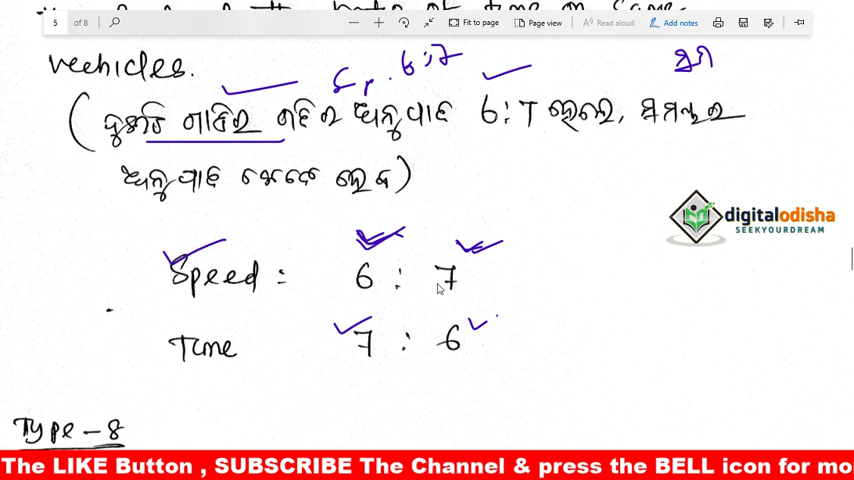 5 of 8 Fit to page Page view Read aloud Add notes
Vechicles.
Sp. 6:7
(ଦୁଇଟି ଗାଡିର ଗତିର ଅନୁପାତ 6:7 ହେଲେ, ସମୟର
ଅନୁପାତ କେତେ ହେବ)
digitalodisha
SEEKYOURDREAM
Speed = 6 : 7
Time 7 : 6
Type - 8
The LIKE Button , SUBSCRIBE The Channel & press the BELL icon for mo